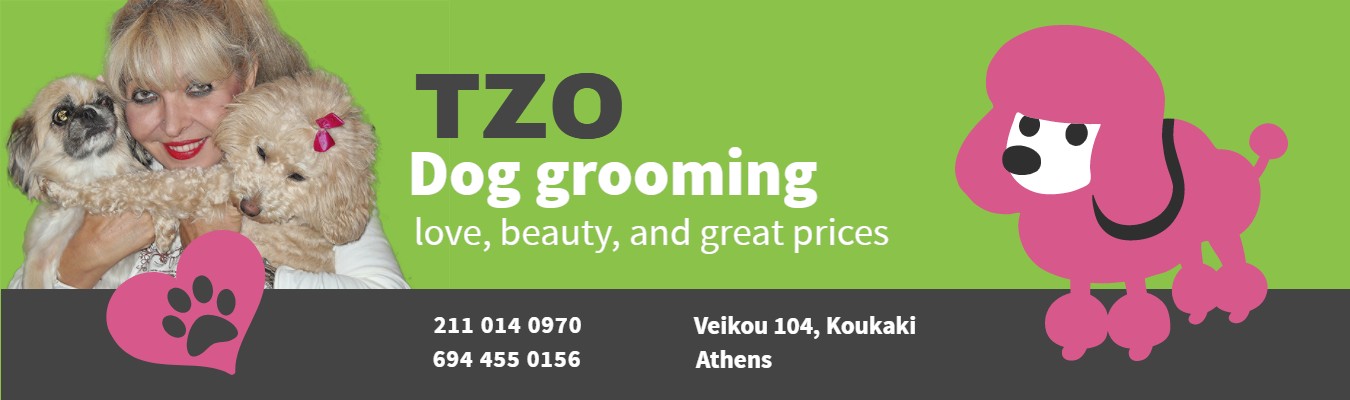 TZO
Dog grooming
love, beauty, and great prices
211 014 0970
694 455 0156
Veikou 104, Koukaki
Athens